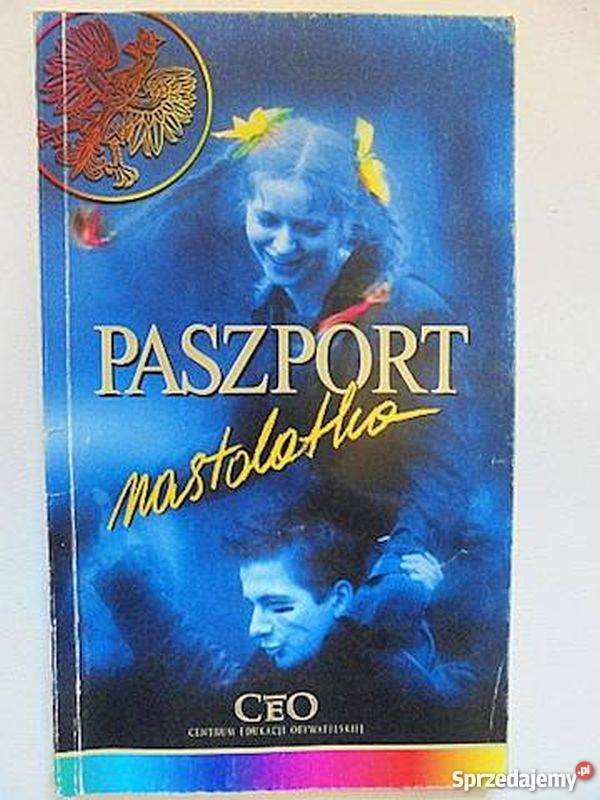 PASZPORT
nastolatka
CEO
CENTRUM EDUKACJI OBYWATELSKIEJ
Sprzedajemy.pl